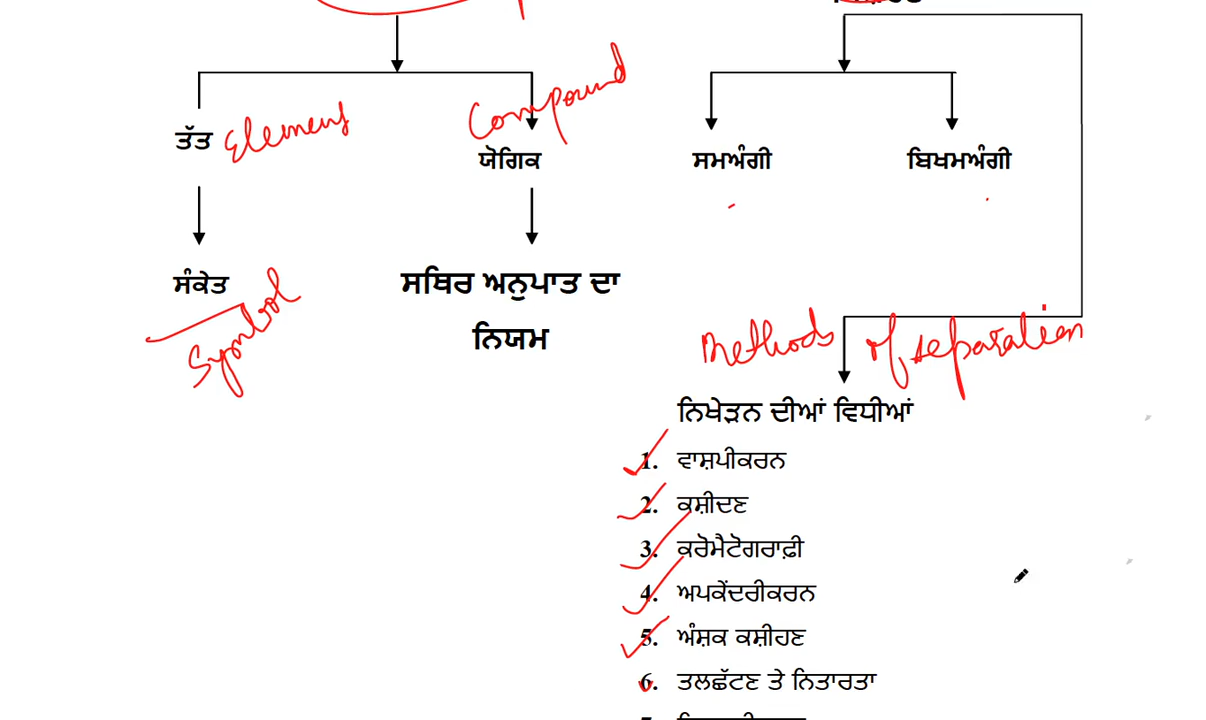 ਤੱਤ Element
Compound
ਯੋਗਿਕ
ਸਮਅੰਗੀ
ਬਿਖਮਅੰਗੀ
ਸੰਕੇਤ
Symbol
ਸਥਿਰ ਅਨੁਪਾਤ ਦਾ
ਨਿਯਮ
Methods of separation
ਨਿਖੇੜਨ ਦੀਆਂ ਵਿਧੀਆਂ
1. ਵਾਸ਼ਪੀਕਰਨ
2. ਕਸ਼ੀਦਣ
3. ਕਰੋਮੈਟੋਗਰਾਫ਼ੀ
4. ਅਪਕੇਂਦਰੀਕਰਨ
5. ਅੰਸ਼ਕ ਕਸ਼ੀਹਣ
6. ਤਲਛੱਟਣ ਤੇ ਨਿਤਾਰਤਾ